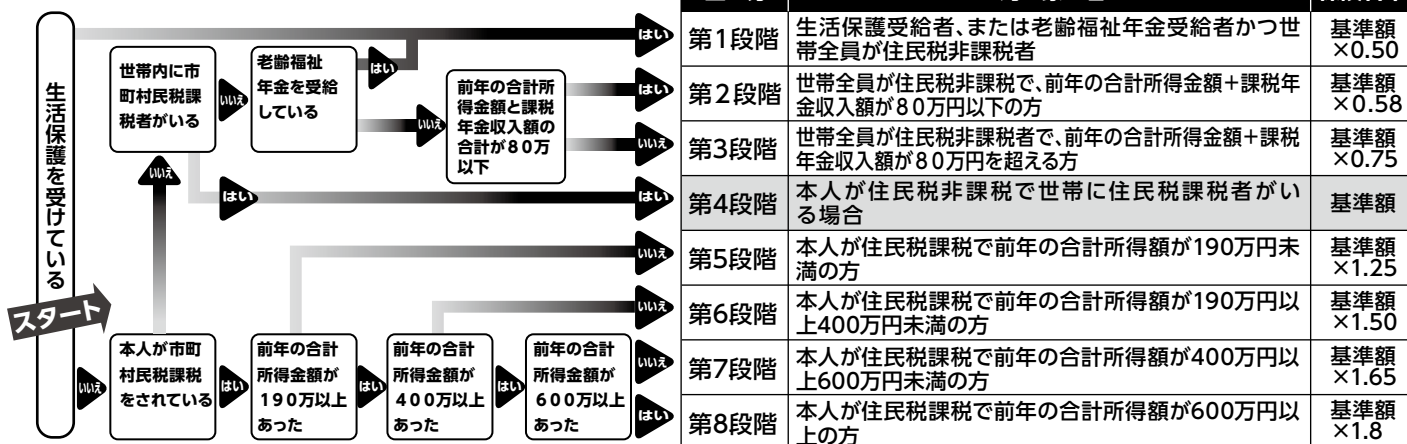 生活保護を受けている
スタート
はい
いいえ
世帯内に市
町村民税課
税者がいる
いいえ
はい
いいえ
老齢福祉
年金を受給
している
はい
いいえ
前年の合計所
得金額と課税
年金収入額の
合計が80万
以下
はい
いいえ
はい
いいえ
いいえ
本人が市町
村民税課税
をされている
はい
前年の合計
所得金額が
190万以上
あった
はい
前年の合計
所得金額が
400万以上
あった
はい
前年の合計
所得金額が
600万以上
あった
いいえ
はい
第1段階
生活保護受給者、または老齢福祉年金受給者かつ世
帯全員が住民税非課税者
基準額
×0.50
第2段階
世帯全員が住民税非課税で、前年の合計所得金額+課税年
金収入額が80万円以下の方
基準額
×0.58
第3段階
世帯全員が住民税非課税者で、前年の合計所得金額+課税
年金収入額が80万円を超える方
基準額
×0.75
第4段階
本人が住民税非課税で世帯に住民税課税者がい
る場合
基準額
第5段階
本人が住民税課税で前年の合計所得額が190万円未
満の方
基準額
×1.25
第6段階
本人が住民税課税で前年の合計所得額が190万円以
上400万円未満の方
基準額
×1.50
第7段階
本人が住民税課税で前年の合計所得額が400万円以
上600万円未満の方
基準額
×1.65
第8段階
本人が住民税課税で前年の合計所得額が600万円以
上の方
基準額
×1.8